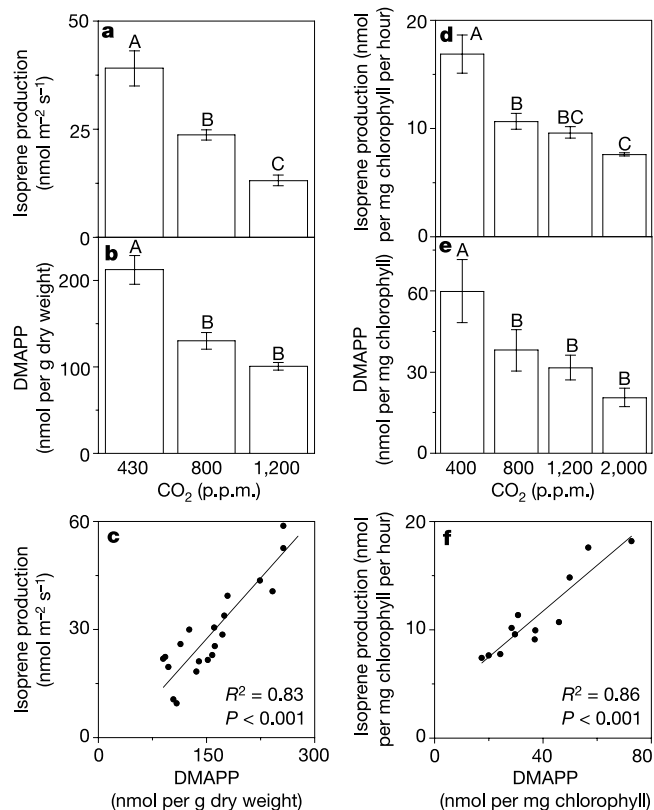 a
Isoprene production
(nmol m⁻² s⁻¹)
50
25
0
A
B
C
b
DMAPP
(nmol per g dry weight)
200
100
0
A
B
B
430 800 1,200
CO₂ (p.p.m.)
c
Isoprene production
(nmol m⁻² s⁻¹)
60
30
0
R² = 0.83
P < 0.001
0 150 300
DMAPP
(nmol per g dry weight)
d
Isoprene production (nmol
per mg chlorophyll per hour)
20
10
0
A
B
BC
C
e
DMAPP
(nmol per mg chlorophyll)
60
30
0
A
B
B
B
400 800 1,200 2,000
CO₂ (p.p.m.)
f
Isoprene production (nmol
per mg chlorophyll per hour)
20
10
0
R² = 0.86
P < 0.001
0 40 80
DMAPP
(nmol per mg chlorophyll)